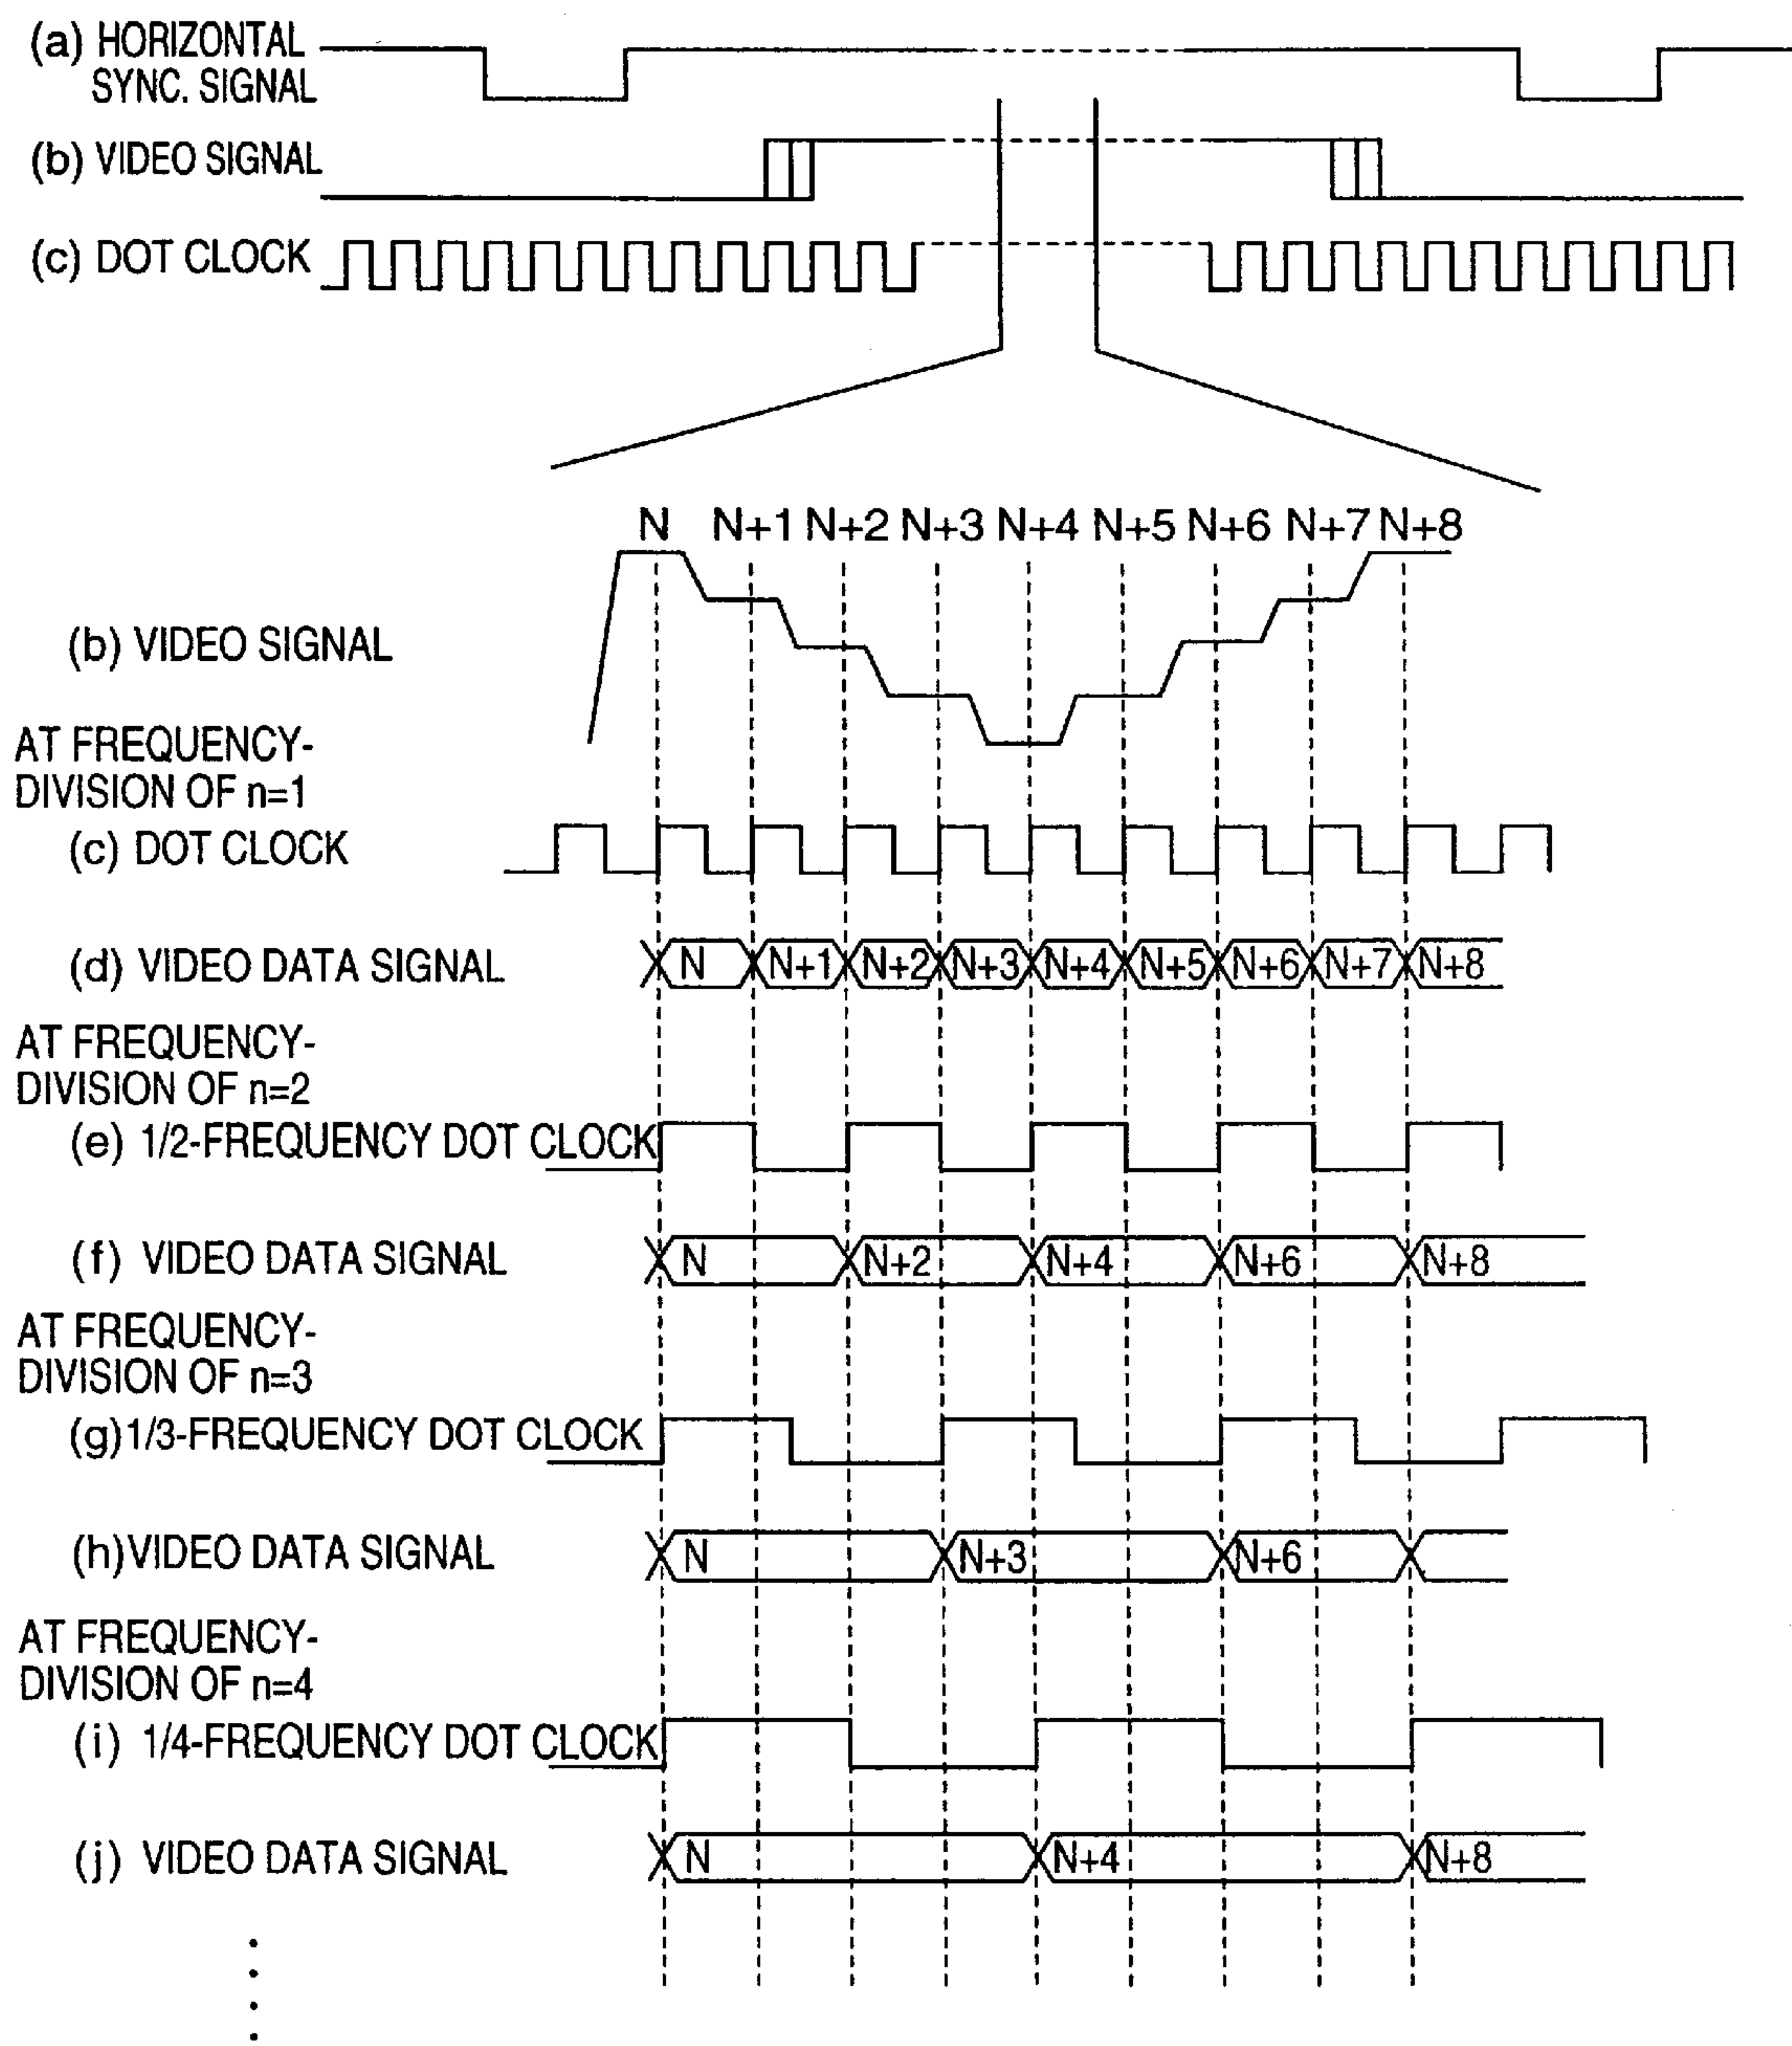 (a) HORIZONTAL
SYNC. SIGNAL
(b) VIDEO SIGNAL
(c) DOT CLOCK
N N+1 N+2 N+3 N+4 N+5 N+6 N+7 N+8
(b) VIDEO SIGNAL
AT FREQUENCY-
DIVISION OF n=1
(c) DOT CLOCK
(d) VIDEO DATA SIGNAL N N+1 N+2 N+3 N+4 N+5 N+6 N+7 N+8
AT FREQUENCY-
DIVISION OF n=2
(e) 1/2-FREQUENCY DOT CLOCK
(f) VIDEO DATA SIGNAL N N+2 N+4 N+6 N+8
AT FREQUENCY-
DIVISION OF n=3
(g) 1/3-FREQUENCY DOT CLOCK
(h) VIDEO DATA SIGNAL N N+3 N+6
AT FREQUENCY-
DIVISION OF n=4
(i) 1/4-FREQUENCY DOT CLOCK
(j) VIDEO DATA SIGNAL N N+4 N+8